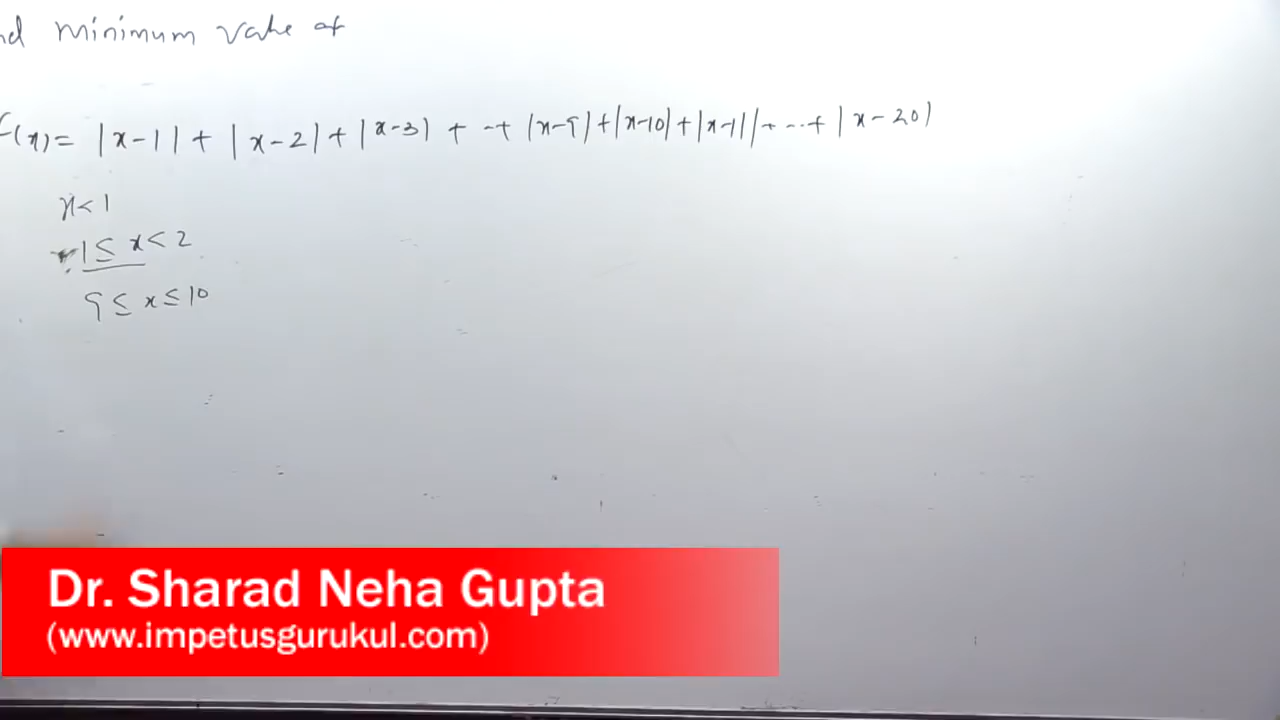 nd minimum value of
f(x) = |x-1| + |x-2| + |x-3| + -+ |x-9| + |x-10| + |x-11| + --+ |x-20|
x < 1
1 ≤ x < 2
9 ≤ x ≤ 10
Dr. Sharad Neha Gupta
(www.impetusgurukul.com)